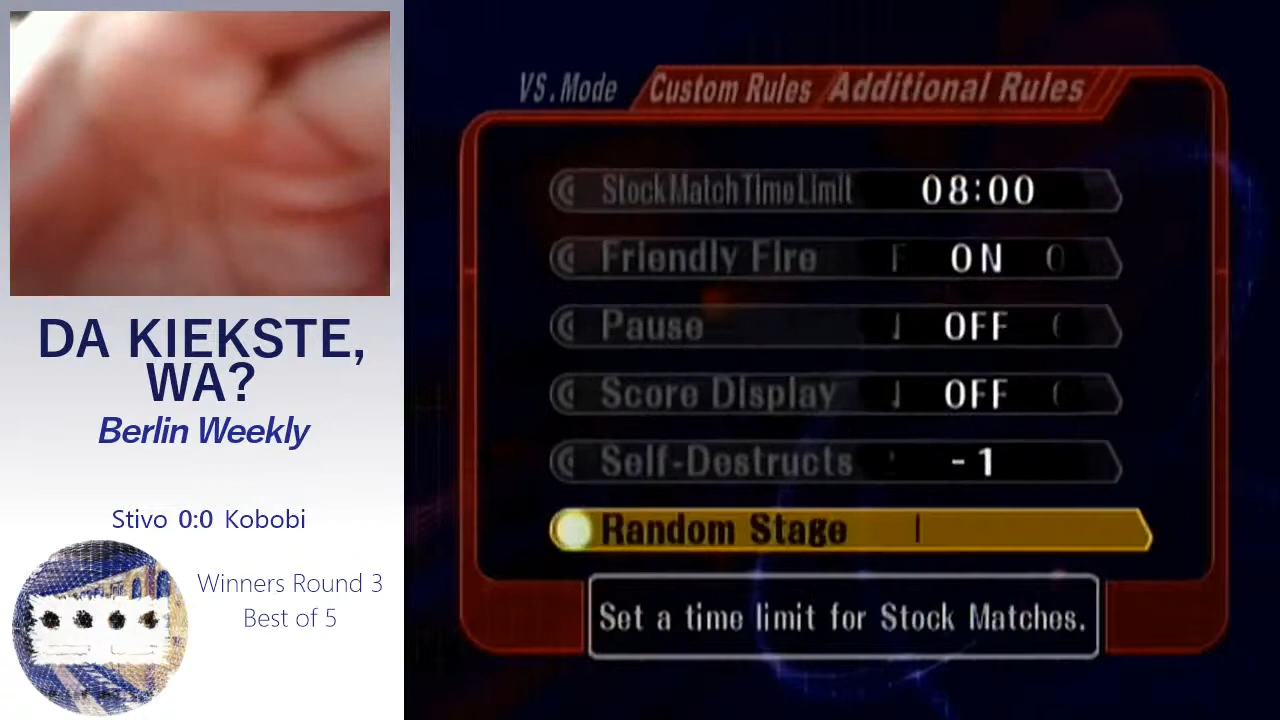 DA KIEKSTE,
WA?
Berlin Weekly
Stivo 0:0 Kobobi
Winners Round 3
Best of 5
VS. Mode Custom Rules Additional Rules
Stock Match Time Limit 08:00
Friendly Fire ON
Pause OFF
Score Display OFF
Self-Destructs -1
Random Stage
Set a time limit for Stock Matches.